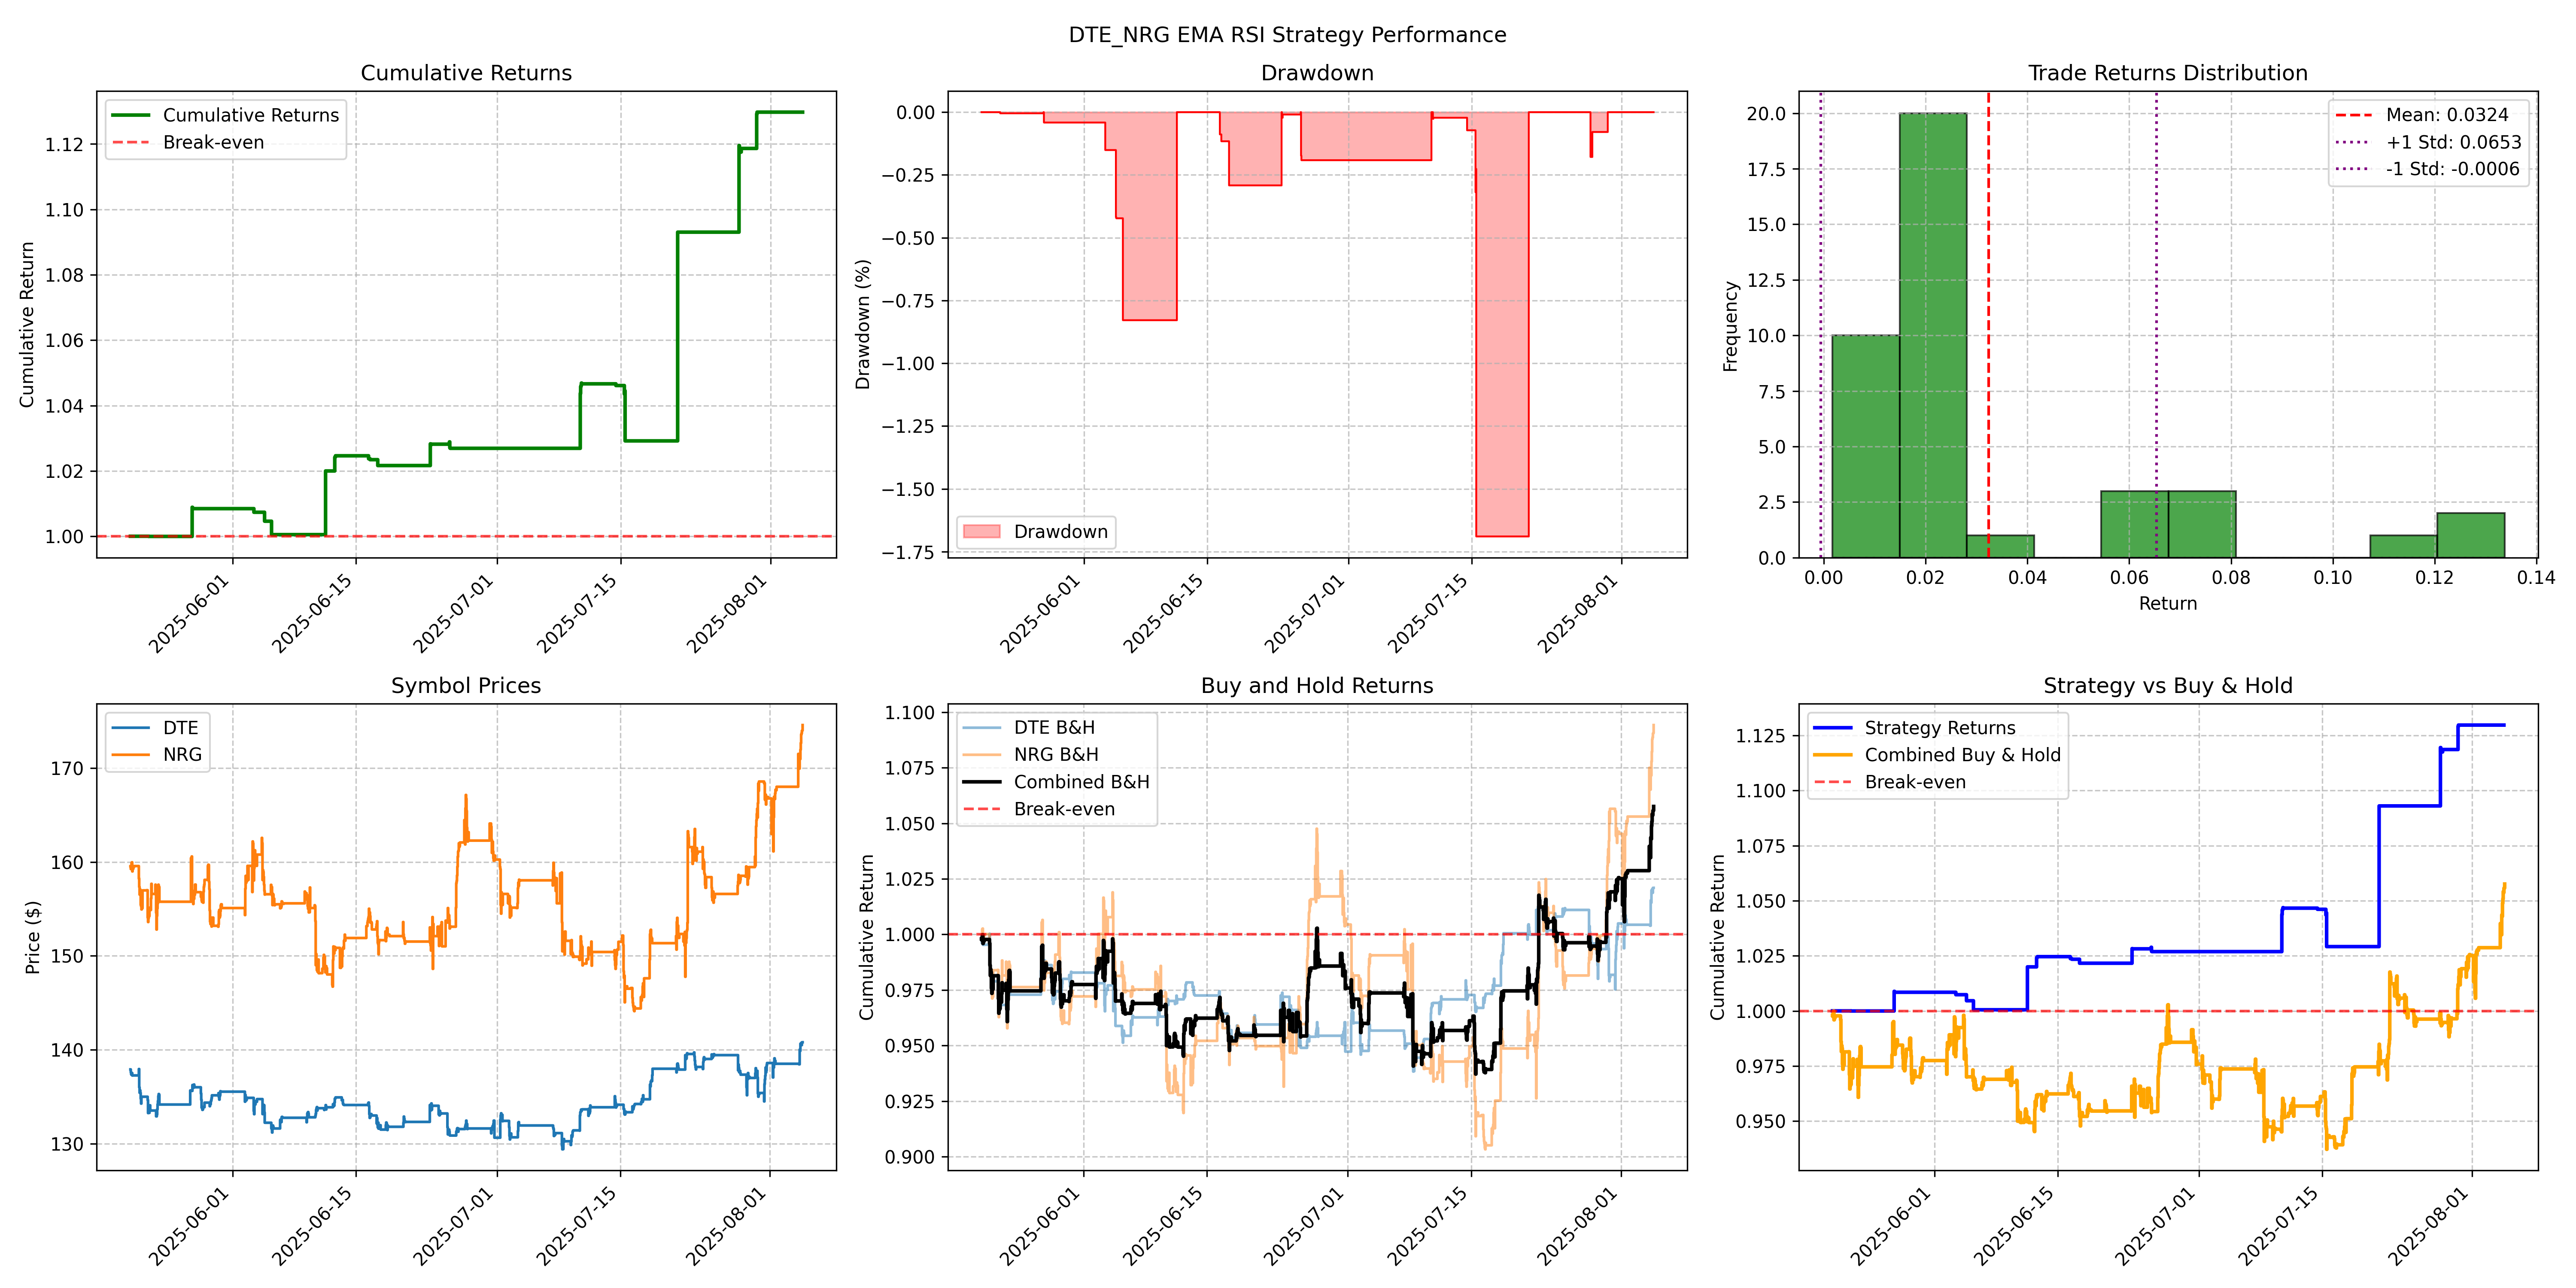 DTE_NRG EMA RSI Strategy Performance
Cumulative Returns
Cumulative Returns
Break-even
Cumulative Return
1.12
1.10
1.08
1.06
1.04
1.02
1.00
2025-06-01
2025-06-15
2025-07-01
2025-07-15
2025-08-01
Drawdown
Drawdown (%)
0.00
−0.25
−0.50
−0.75
−1.00
−1.25
−1.50
−1.75
Drawdown
2025-06-01
2025-06-15
2025-07-01
2025-07-15
2025-08-01
Trade Returns Distribution
Mean: 0.0324
+1 Std: 0.0653
-1 Std: -0.0006
Frequency
20.0
17.5
15.0
12.5
10.0
7.5
5.0
2.5
0.0
0.00
0.02
0.04
0.06
0.08
0.10
0.12
0.14
Return
Symbol Prices
DTE
NRG
Price ($)
170
160
150
140
130
2025-06-01
2025-06-15
2025-07-01
2025-07-15
2025-08-01
Buy and Hold Returns
DTE B&H
NRG B&H
Combined B&H
Break-even
Cumulative Return
1.100
1.075
1.050
1.025
1.000
0.975
0.950
0.925
0.900
2025-06-01
2025-06-15
2025-07-01
2025-07-15
2025-08-01
Strategy vs Buy & Hold
Strategy Returns
Combined Buy & Hold
Break-even
Cumulative Return
1.125
1.100
1.075
1.050
1.025
1.000
0.975
0.950
2025-06-01
2025-06-15
2025-07-01
2025-07-15
2025-08-01